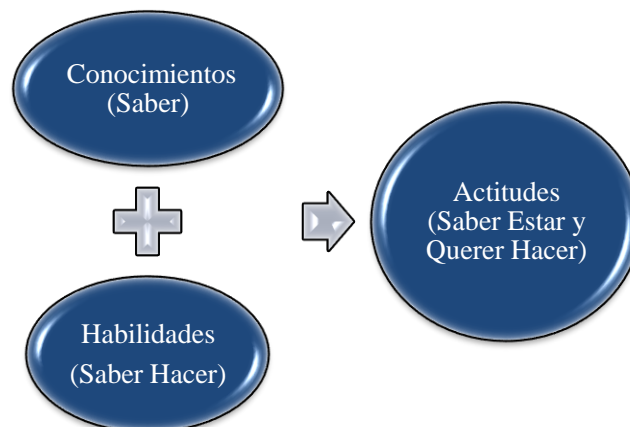 Conocimientos
(Saber)
Actitudes
(Saber Estar y
Querer Hacer)
Habilidades
(Saber Hacer)